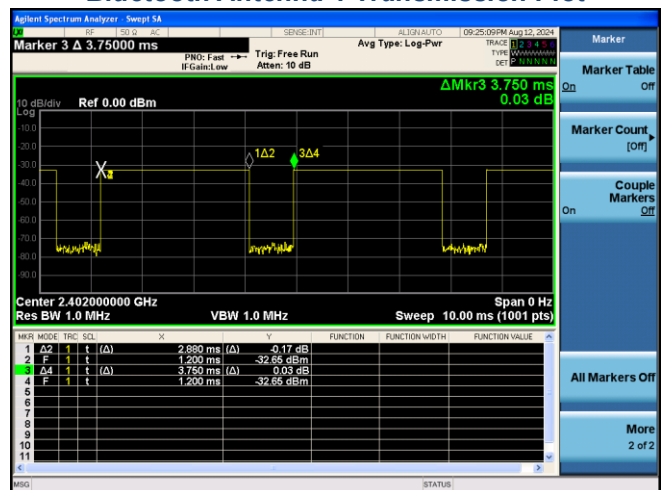 Agilent Spectrum Analyzer - Swept SA
RF 50 Ω AC SENSE:INT ALIGN AUTO 09:25:09 PM Aug 12, 2024
Marker 3 Δ 3.75000 ms
PNO: Fast
IFGain:Low
Trig: Free Run
Atten: 10 dB
Avg Type: Log-Pwr
TRACE 1 2 3 4 5 6
TYPE
DET P N N N N N
ΔMkr3 3.750 ms
0.03 dB
10 dB/div Ref 0.00 dBm
Log
-10.0
-20.0
-30.0
-40.0
-50.0
-60.0
-70.0
-80.0
-90.0
1Δ2 3Δ4
Center 2.402000000 GHz Span 0 Hz
Res BW 1.0 MHz VBW 1.0 MHz Sweep 10.00 ms (1001 pts)
MKR MODE TRC SCL X Y FUNCTION FUNCTION WIDTH FUNCTION VALUE
1 Δ2 1 t (Δ) 2.880 ms (Δ) -0.17 dB
2 F 1 t 1.200 ms -32.65 dBm
3 Δ4 1 t (Δ) 3.750 ms (Δ) 0.03 dB
4 F 1 t 1.200 ms -32.65 dBm
5
6
7
8
9
10
11
MSG STATUS
Marker
Marker Table
On Off
Marker Count
[Off]
Couple
Markers
On Off
All Markers Off
More
2 of 2